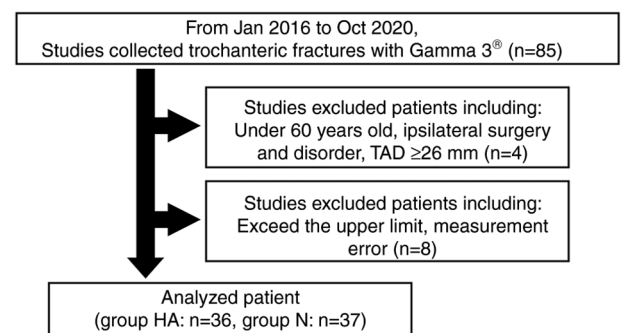 From Jan 2016 to Oct 2020,
Studies collected trochanteric fractures with Gamma 3® (n=85)
Studies excluded patients including:
Under 60 years old, ipsilateral surgery
and disorder, TAD ≥26 mm (n=4)
Studies excluded patients including:
Exceed the upper limit, measurement
error (n=8)
Analyzed patient
(group HA: n=36, group N: n=37)